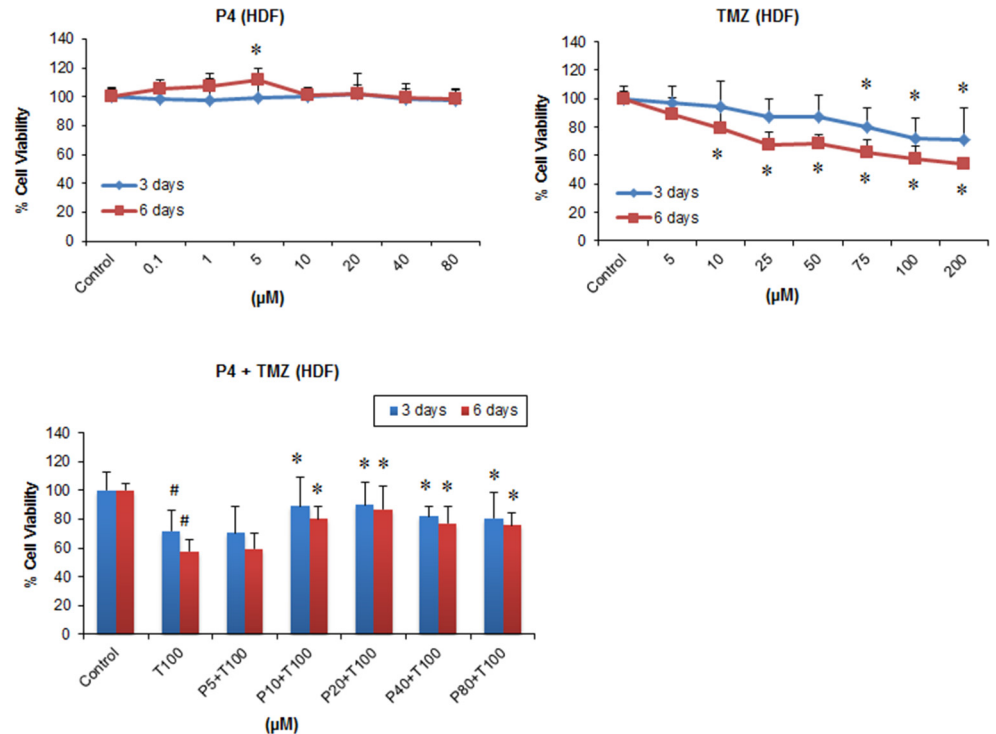 P4 (HDF)
140
120
100
80
60
40
20
0
% Cell Viability
*
3 days
6 days
Control
0.1
1
5
10
20
40
80
(µM)
TMZ (HDF)
140
120
100
80
60
40
20
0
% Cell Viability
* * *
* * * * * *
3 days
6 days
Control
5
10
25
50
75
100
200
(µM)
P4 + TMZ (HDF)
3 days 6 days
140
120
100
80
60
40
20
0
% Cell Viability
# #
* * * * * * * *
Control
T100
P5+T100
P10+T100
P20+T100
P40+T100
P80+T100
(µM)